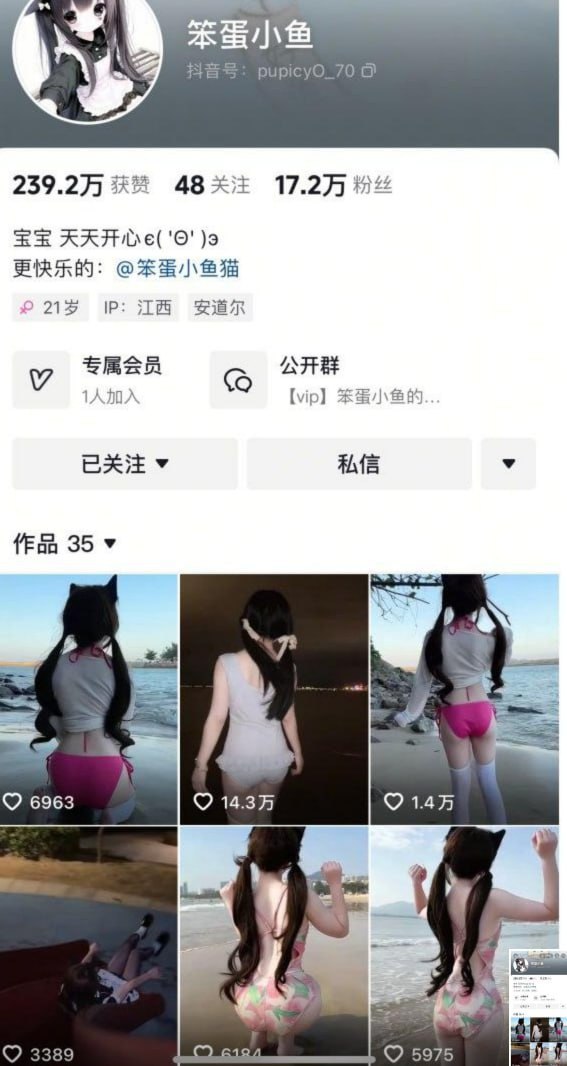 笨蛋小鱼
抖音号：pupicyO_70
239.2万 获赞 48 关注 17.2万 粉丝
宝宝 天天开心ε( 'Θ' )϶
更快乐的：@笨蛋小鱼猫
21岁 IP：江西 安道尔
专属会员
1人加入
公开群
【vip】笨蛋小鱼的...
已关注 私信
作品 35
6963 14.3万 1.4万
3389 6184 5975